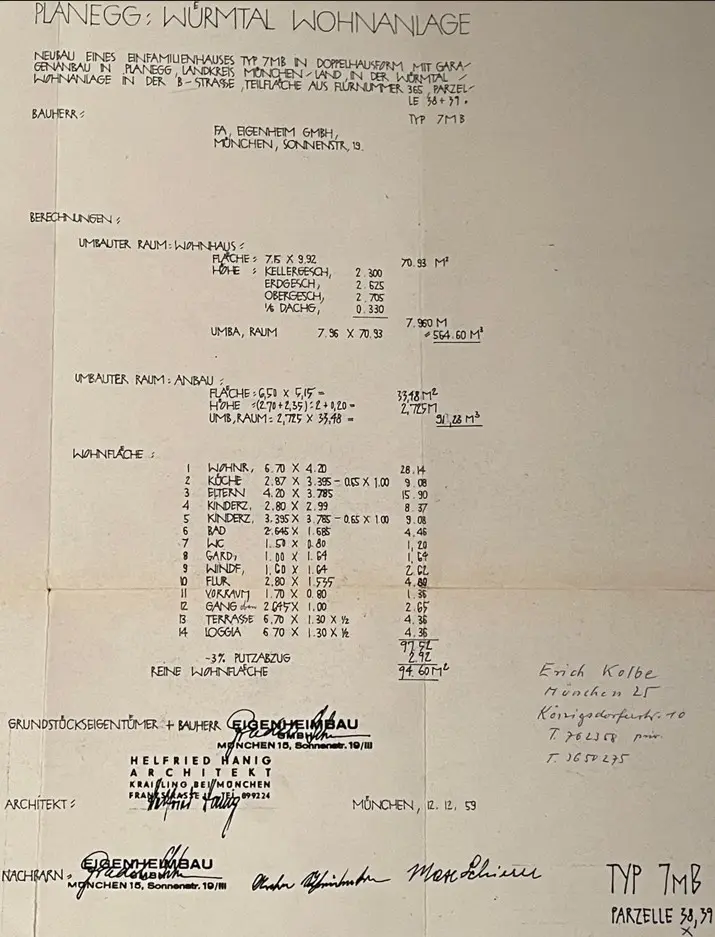 PLANEGG: WÜRMTAL WOHNANLAGE
NEUBAU EINES EINFAMILIENHAUSES TYP 7MB IN DOPPELHAUSFORM MIT GARA-
GENANBAU IN PLANEGG, LANDKREIS MÜNCHEN-LAND, IN DER WÜRMTAL-
WOHNANLAGE IN DER B-STRASSE, TEILFLÄCHE AUS FLURNUMMER 365, PARZEL-
LE 38+39.
BAUHERR: TYP 7MB
FA, EIGENHEIM GMBH,
MÜNCHEN, SONNENSTR, 19.
BERECHNUNGEN:
UMBAUTER RAUM: WOHNHAUS:
FLÄCHE: 7.15 X 9.92 70.93 M²
HÖHE: KELLERGESCH, 2.300
ERDGESCH, 2.625
OBERGESCH, 2.705
⅙ DACHG, 0.330
7.960 M
UMBA, RAUM 7.96 X 70.93 = 564.60 M³
UMBAUTER RAUM: ANBAU:
FLÄCHE: 6,50 X 5,15 = 33,48 M²
HÖHE = (2.70+2,35):2+0,20 = 2,725 M
UMB, RAUM: 2,725 X 33,48 = 91,23 M³
WOHNFLÄCHE:
1 WOHNR, 6.70 X 4.20 28.14
2 KÜCHE 2.87 X 3.395 - 0.65 X 1.00 9.08
3 ELTERN 4.20 X 3.785 15.90
4 KINDERZ, 2.80 X 2.99 8.37
5 KINDERZ, 3.395 X 3.785 - 0.65 X 1.00 9.08
6 BAD 2.645 X 1.685 4.46
7 WC 1.50 X 0.80 1,20
8 GARD, 1.00 X 1.64 1,64
9 WINDF, 1,60 X 1.64 2.62
10 FLUR 2.80 X 1.535 4.80
11 VORRAUM 1.70 X 0.80 1.36
12 GANG oben 2.645 X 1.00 2.65
13 TERRASSE 6.70 X 1.30 X ½ 4.36
14 LOGGIA 6.70 X 1.30 X ½ 4.36
97.52
-3% PUTZABZUG 2.92
REINE WOHNFLÄCHE 94.60 M²
Erich Kolbe
München 25
Königsdorferstr. 10
T. 762358 priv.
T. 3650275
GRUNDSTÜCKSEIGENTÜMER + BAUHERR EIGENHEIMBAU
GMBH
MÜNCHEN 15, Sonnenstr. 19/III
HELFRIED HANIG
ARCHITEKT
KRAILLING BEI MÜNCHEN
TEL. 899224
ARCHITEKT: Helfried Hanig MÜNCHEN, 12.12.59
NACHBARN: EIGENHEIMBAU
GMBH
MÜNCHEN 15, Sonnenstr. 19/III
TYP 7MB
PARZELLE 38,39
X